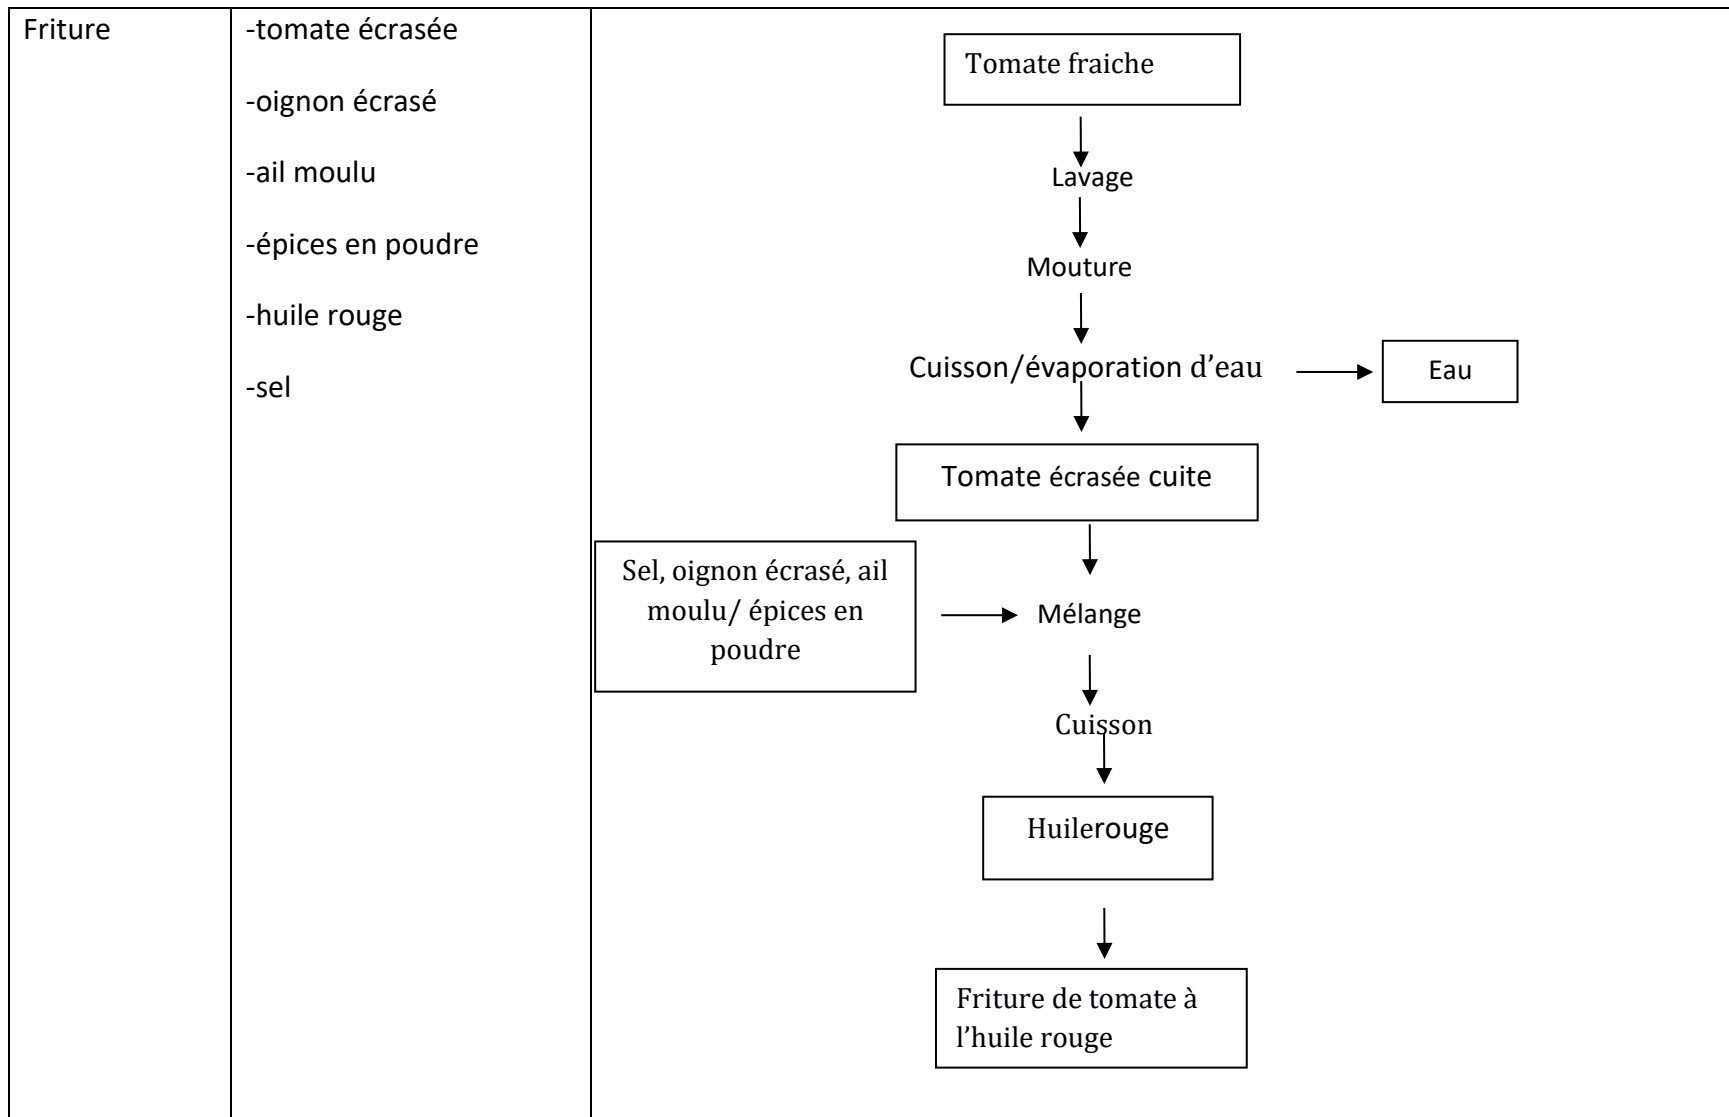 Friture
-tomate écrasée
-oignon écrasé
-ail moulu
-épices en poudre
-huile rouge
-sel
Tomate fraiche
Lavage
Mouture
Cuisson/évaporation d’eau
Eau
Tomate écrasée cuite
Sel, oignon écrasé, ail
moulu/ épices en
poudre
Mélange
Cuisson
Huilerouge
Friture de tomate à
l’huile rouge